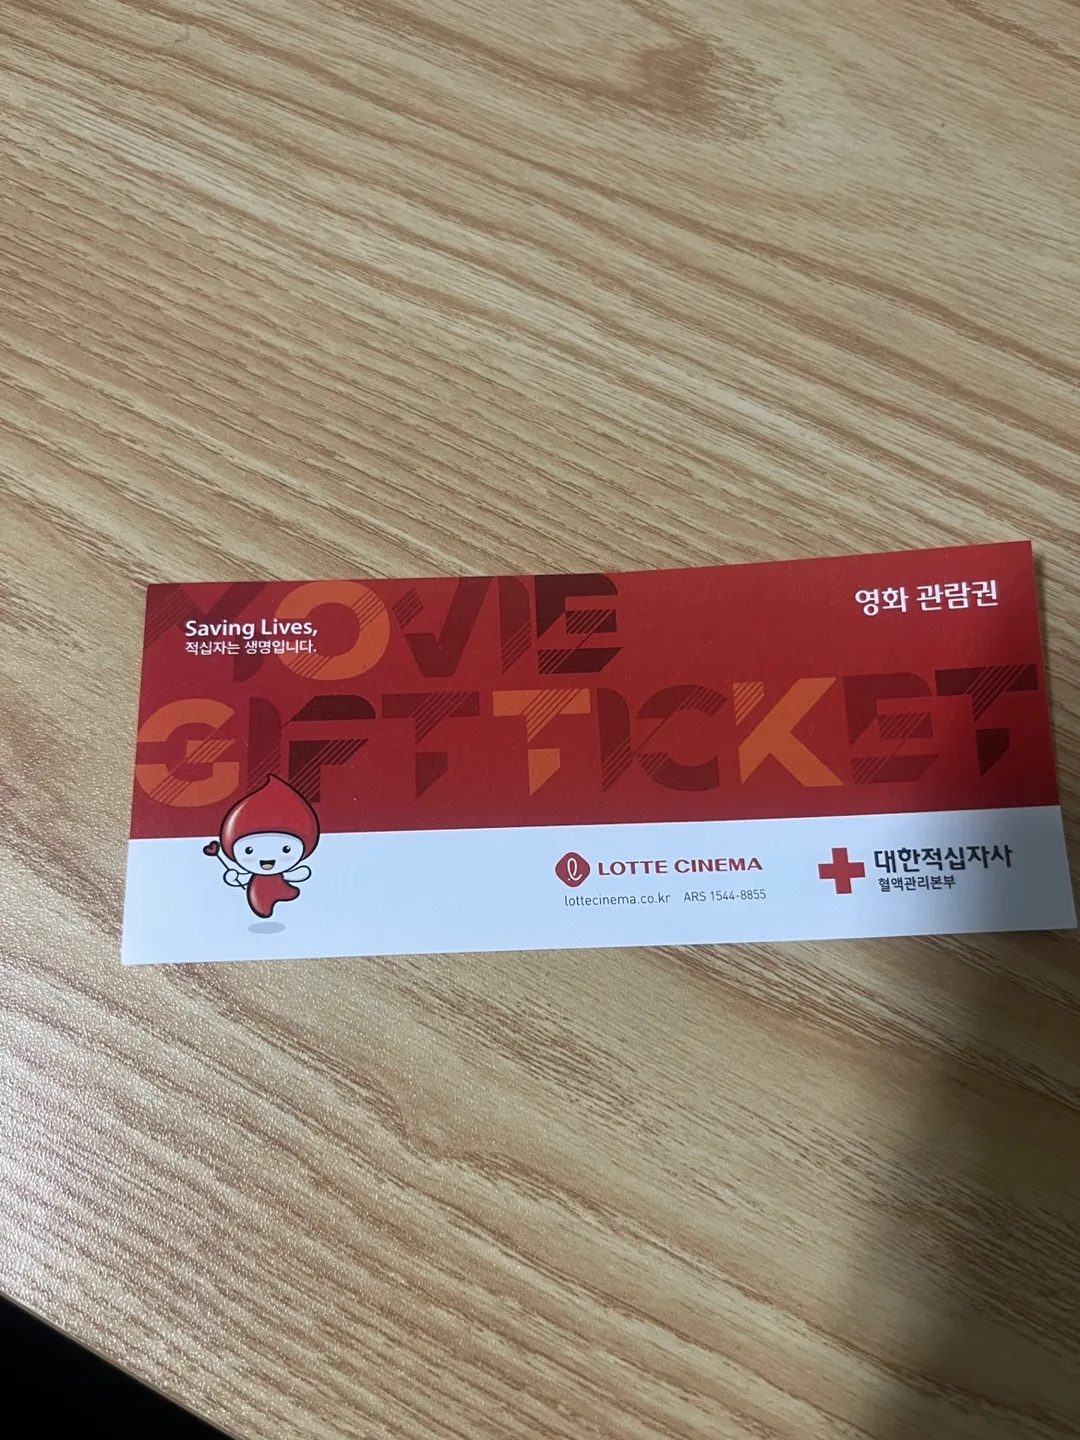 MOVIE
GIFT TICKET
Saving Lives,
적십자는 생명입니다.
영화 관람권
LOTTE CINEMA
lottecinema.co.kr ARS 1544-8855
대한적십자사
혈액관리본부